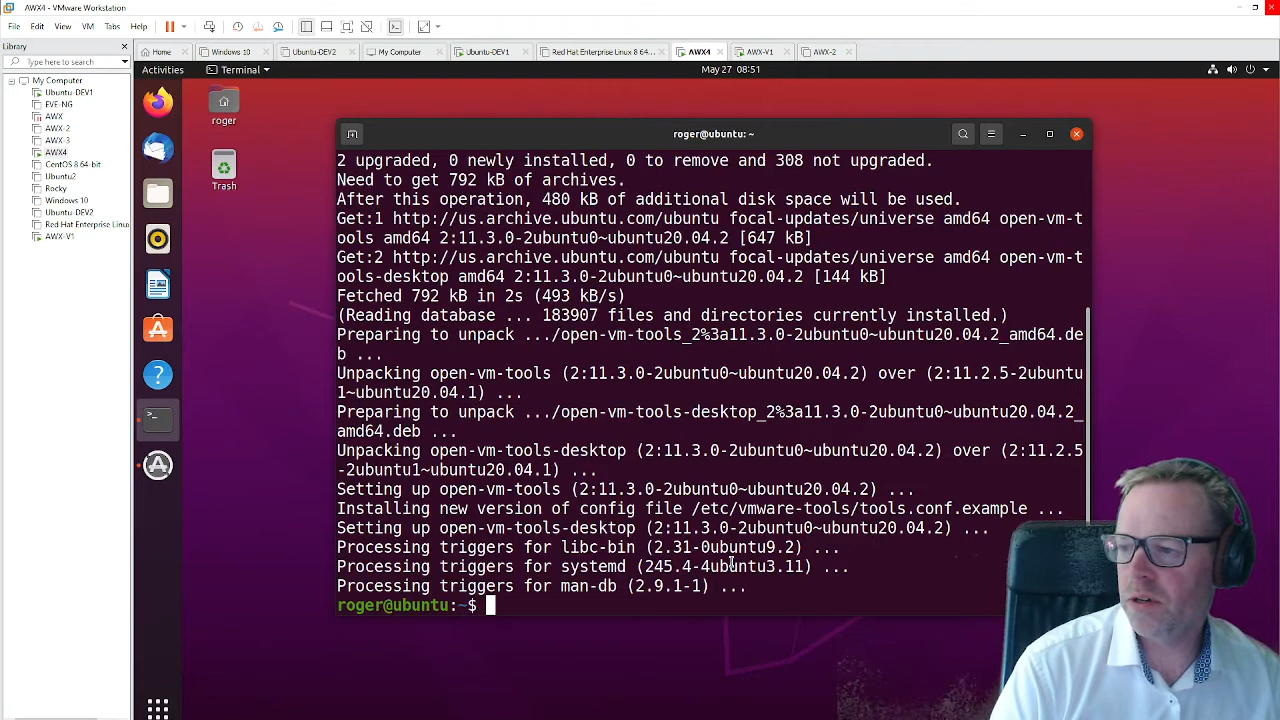 AWX4 - VMware Workstation
File Edit View VM Tabs Help
Library
Type here to search
My Computer
Ubuntu-DEV1
EVE-NG
AWX
AWX-2
AWX-3
AWX4
CentOS 8 64-bit
Ubuntu2
Rocky
Windows 10
Ubuntu-DEV2
Red Hat Enterprise Linux
AWX-V1
Home Windows 10 Ubuntu-DEV2 My Computer Ubuntu-DEV1 Red Hat Enterprise Linux 8 64... AWX4 AWX-V1 AWX-2
Activities Terminal May 27 08:51
roger
Trash
roger@ubuntu: ~
2 upgraded, 0 newly installed, 0 to remove and 308 not upgraded.
Need to get 792 kB of archives.
After this operation, 480 kB of additional disk space will be used.
Get:1 http://us.archive.ubuntu.com/ubuntu focal-updates/universe amd64 open-vm-t
ools amd64 2:11.3.0-2ubuntu0~ubuntu20.04.2 [647 kB]
Get:2 http://us.archive.ubuntu.com/ubuntu focal-updates/universe amd64 open-vm-t
ools-desktop amd64 2:11.3.0-2ubuntu0~ubuntu20.04.2 [144 kB]
Fetched 792 kB in 2s (493 kB/s)
(Reading database ... 183907 files and directories currently installed.)
Preparing to unpack .../open-vm-tools_2%3a11.3.0-2ubuntu0~ubuntu20.04.2_amd64.de
b ...
Unpacking open-vm-tools (2:11.3.0-2ubuntu0~ubuntu20.04.2) over (2:11.2.5-2ubuntu
1~ubuntu20.04.1) ...
Preparing to unpack .../open-vm-tools-desktop_2%3a11.3.0-2ubuntu0~ubuntu20.04.2_
amd64.deb ...
Unpacking open-vm-tools-desktop (2:11.3.0-2ubuntu0~ubuntu20.04.2) over (2:11.2.5
-2ubuntu1~ubuntu20.04.1) ...
Setting up open-vm-tools (2:11.3.0-2ubuntu0~ubuntu20.04.2) ...
Installing new version of config file /etc/vmware-tools/tools.conf.example ...
Setting up open-vm-tools-desktop (2:11.3.0-2ubuntu0~ubuntu20.04.2) ...
Processing triggers for libc-bin (2.31-0ubuntu9.2) ...
Processing triggers for systemd (245.4-4ubuntu3.11) ...
Processing triggers for man-db (2.9.1-1) ...
roger@ubuntu:~$